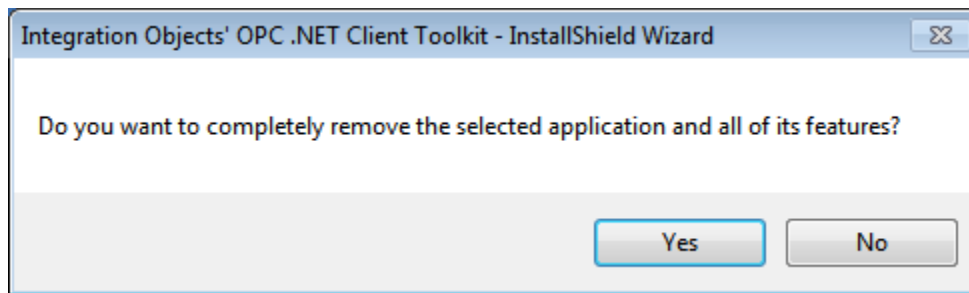 Integration Objects' OPC .NET Client Toolkit - InstallShield Wizard
Do you want to completely remove the selected application and all of its features?
Yes No